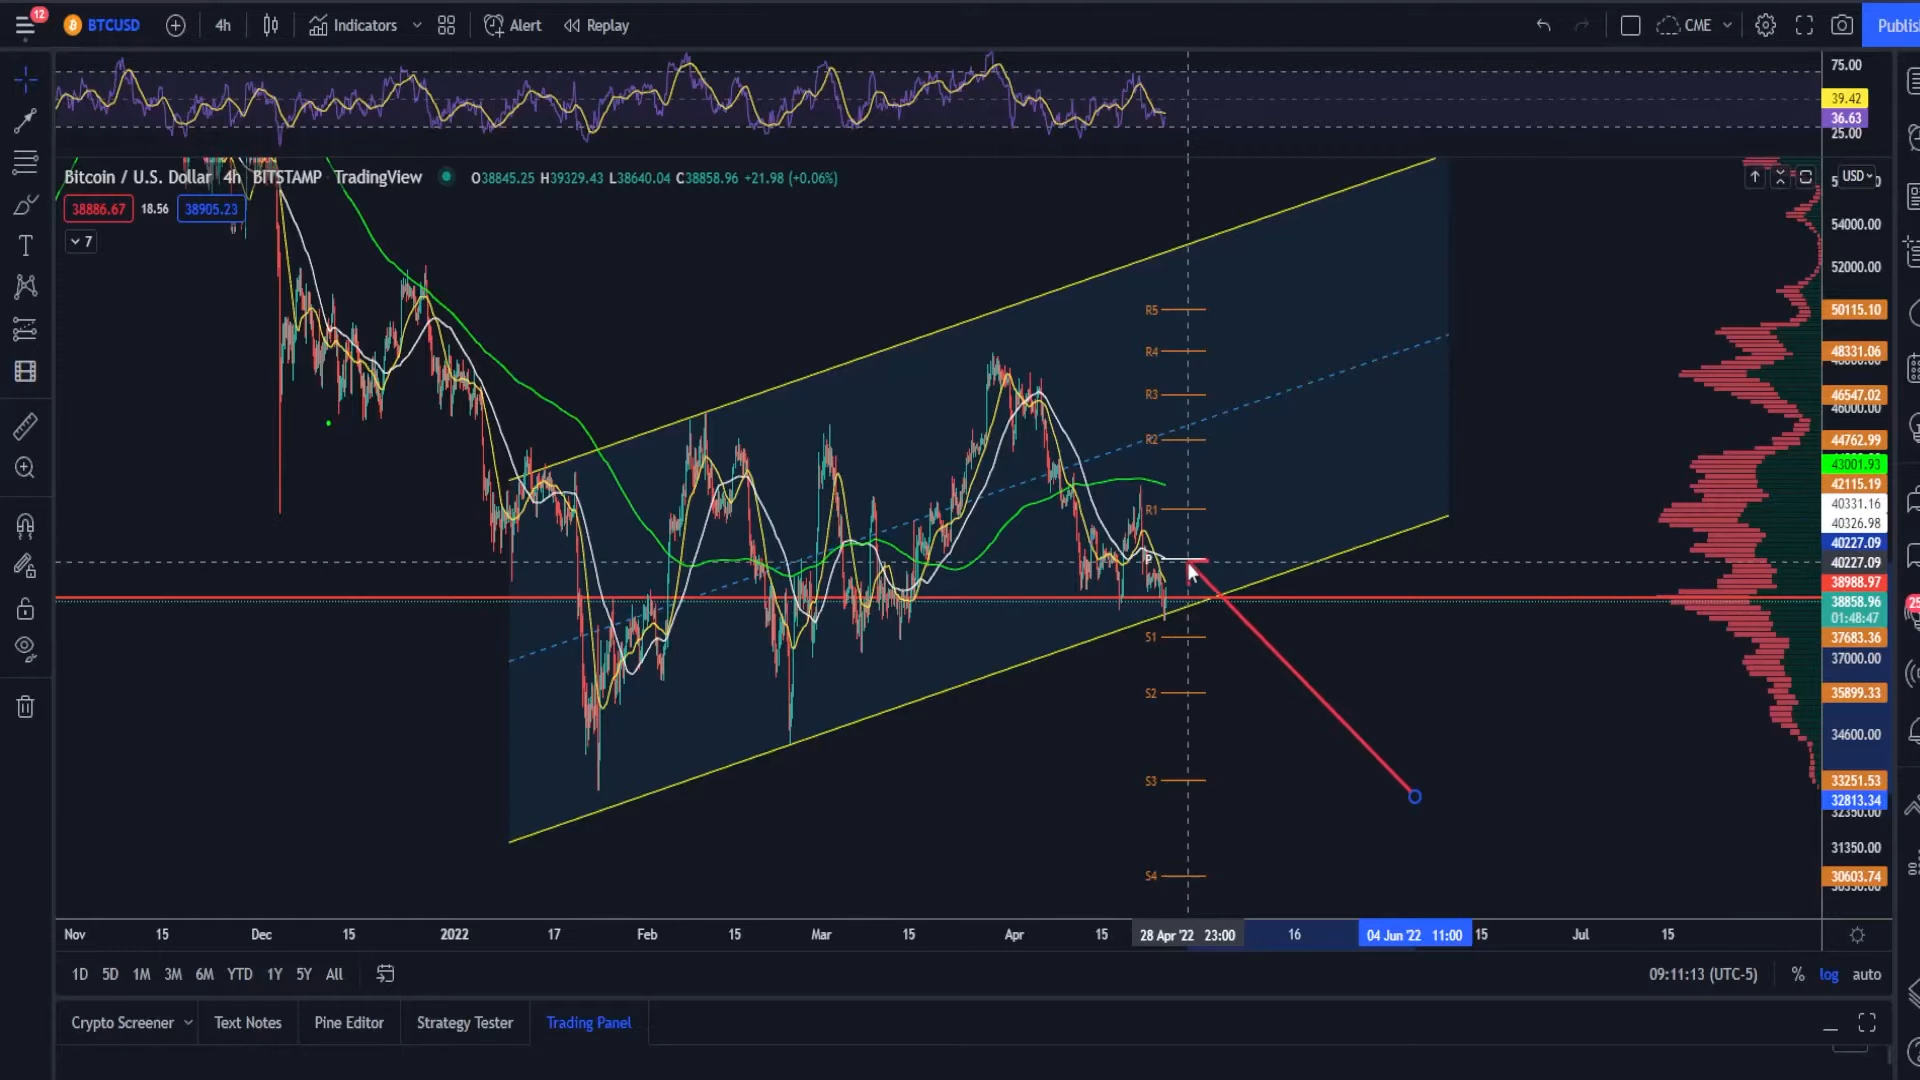 12 BTCUSD 4h Indicators Alert Replay CME Publis
75.00
39.42
36.63
25.00
Bitcoin / U.S. Dollar 4h BITSTAMP TradingView O38845.25 H39329.43 L38640.04 C38858.96 +21.98 (+0.06%)
USD
38886.67 18.56 38905.23
7
54000.00
52000.00
R5 50115.10
R4 48331.06
R3 46547.02
46000.00
R2 44762.99
43001.93
42115.19
R1 40331.16
40326.98
40227.09
P 40227.09
38988.97
38858.96
01:48:47
S1 37683.36
37000.00
S2 35899.33
34600.00
S3 33251.53
32813.34
32350.00
31350.00
S4 30603.74
Nov 15 Dec 15 2022 17 Feb 15 Mar 15 Apr 15 28 Apr '22 23:00 16 04 Jun '22 11:00 15 Jul 15
1D 5D 1M 3M 6M YTD 1Y 5Y All 09:11:13 (UTC-5) % log auto
Crypto Screener Text Notes Pine Editor Strategy Tester Trading Panel